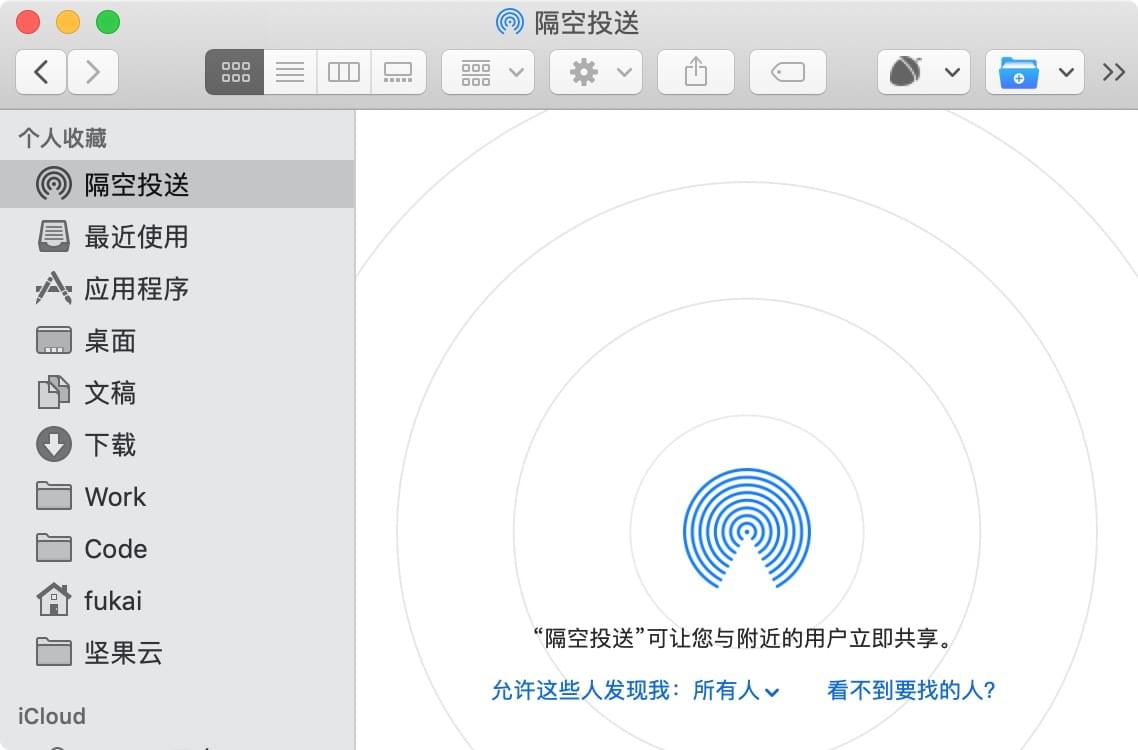 隔空投送
个人收藏
隔空投送
最近使用
应用程序
桌面
文稿
下载
Work
Code
fukai
坚果云
iCloud
“隔空投送”可让您与附近的用户立即共享。
允许这些人发现我：所有人
看不到要找的人？